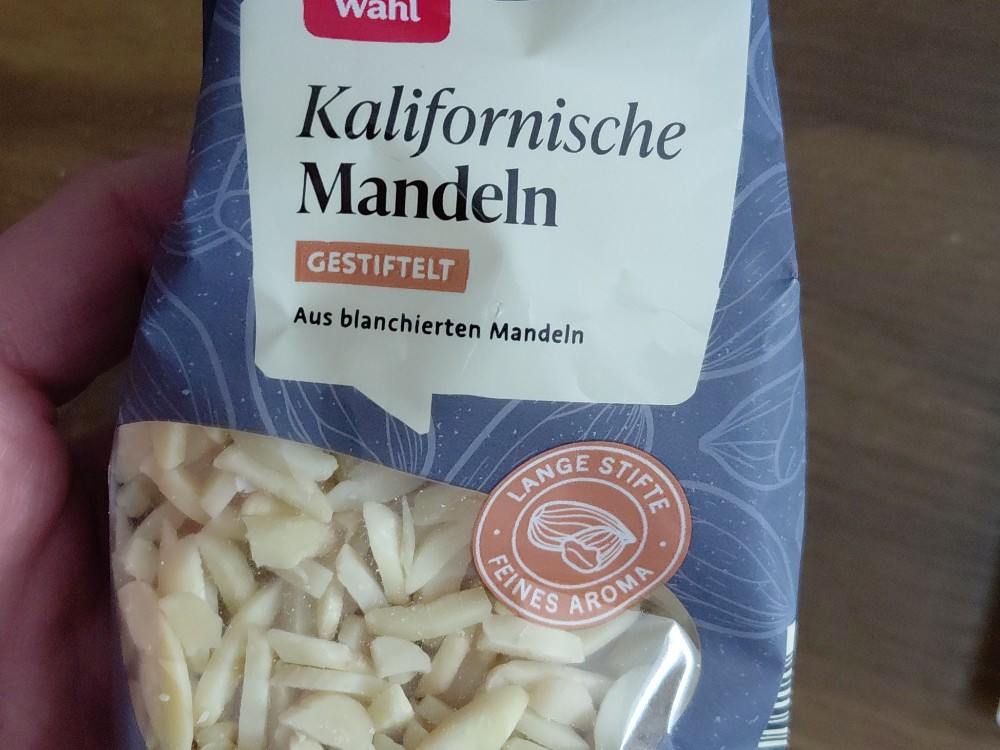 Wahl
Kalifornische
Mandeln
GESTIFTELT
Aus blanchierten Mandeln
LANGE STIFTE
FEINES AROMA